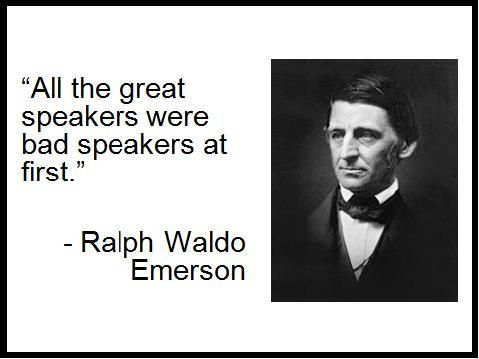 “All the great
speakers were
bad speakers at
first.”
- Ralph Waldo
Emerson